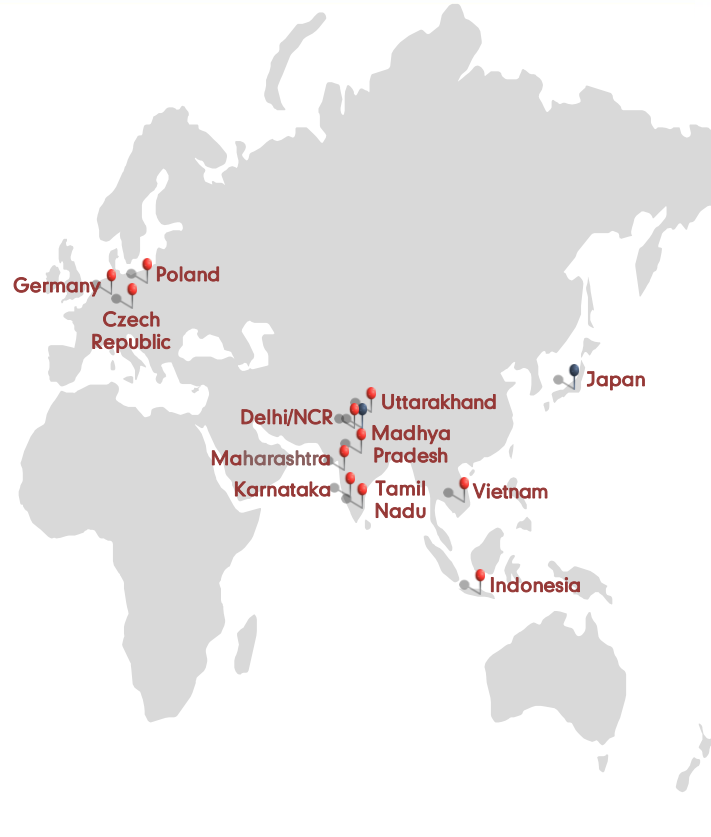 Poland
Germany
Czech
Republic
Japan
Uttarakhand
Delhi/NCR
Madhya
Pradesh
Maharashtra
Karnataka
Tamil
Nadu
Vietnam
Indonesia